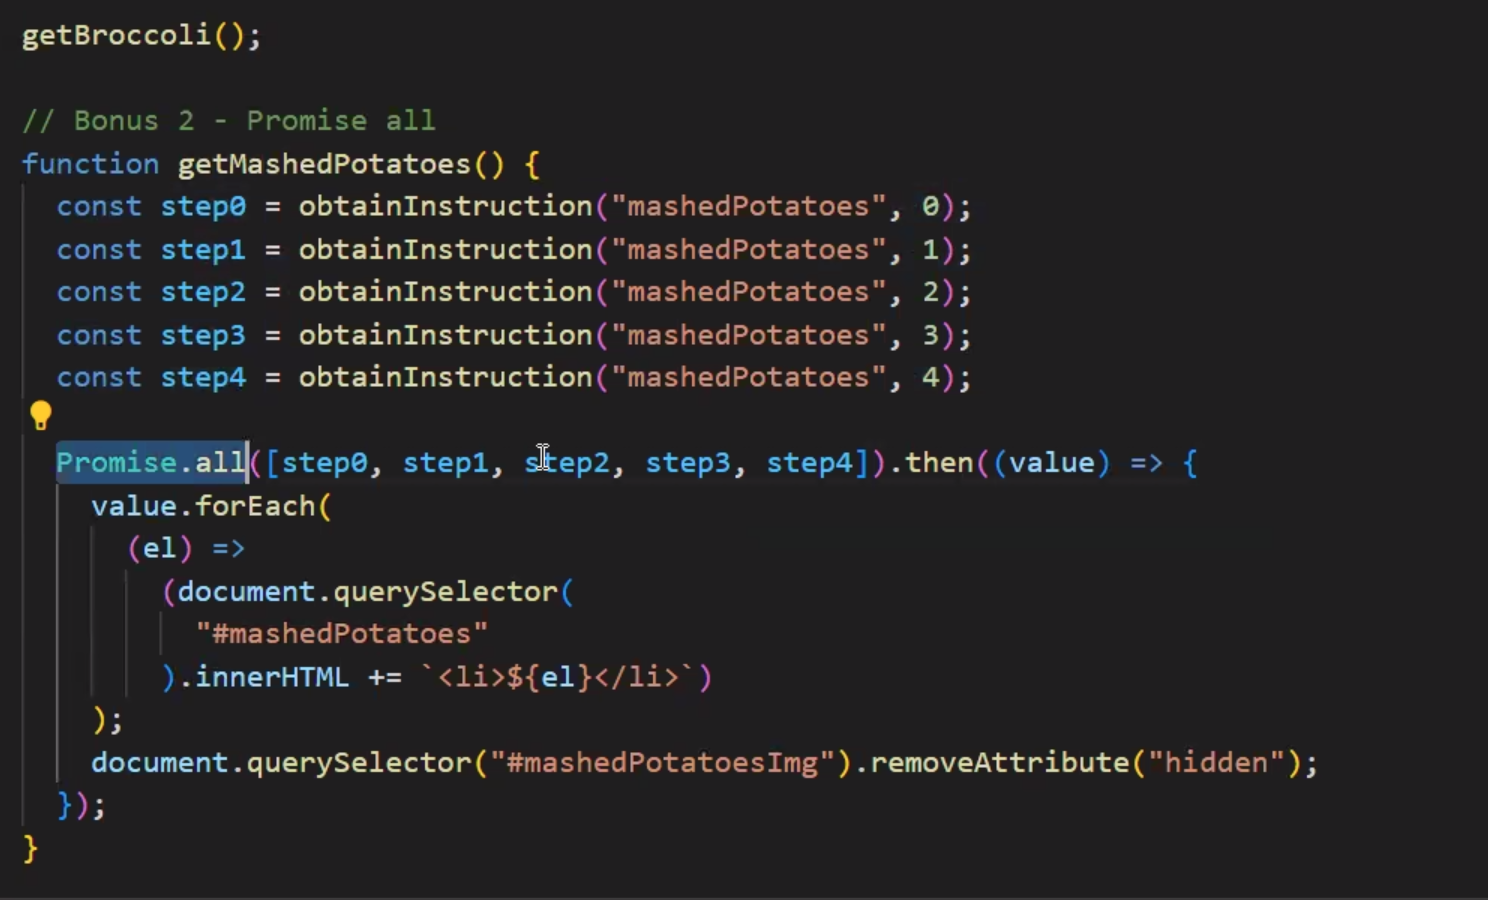 getBroccoli();
// Bonus 2 - Promise all
function getMashedPotatoes() {
const step0 = obtainInstruction("mashedPotatoes", 0);
const step1 = obtainInstruction("mashedPotatoes", 1);
const step2 = obtainInstruction("mashedPotatoes", 2);
const step3 = obtainInstruction("mashedPotatoes", 3);
const step4 = obtainInstruction("mashedPotatoes", 4);
Promise.all([step0, step1, step2, step3, step4]).then((value) => {
value.forEach(
(el) =>
(document.querySelector(
"#mashedPotatoes"
).innerHTML += `<li>${el}</li>`)
);
document.querySelector("#mashedPotatoesImg").removeAttribute("hidden");
});
}